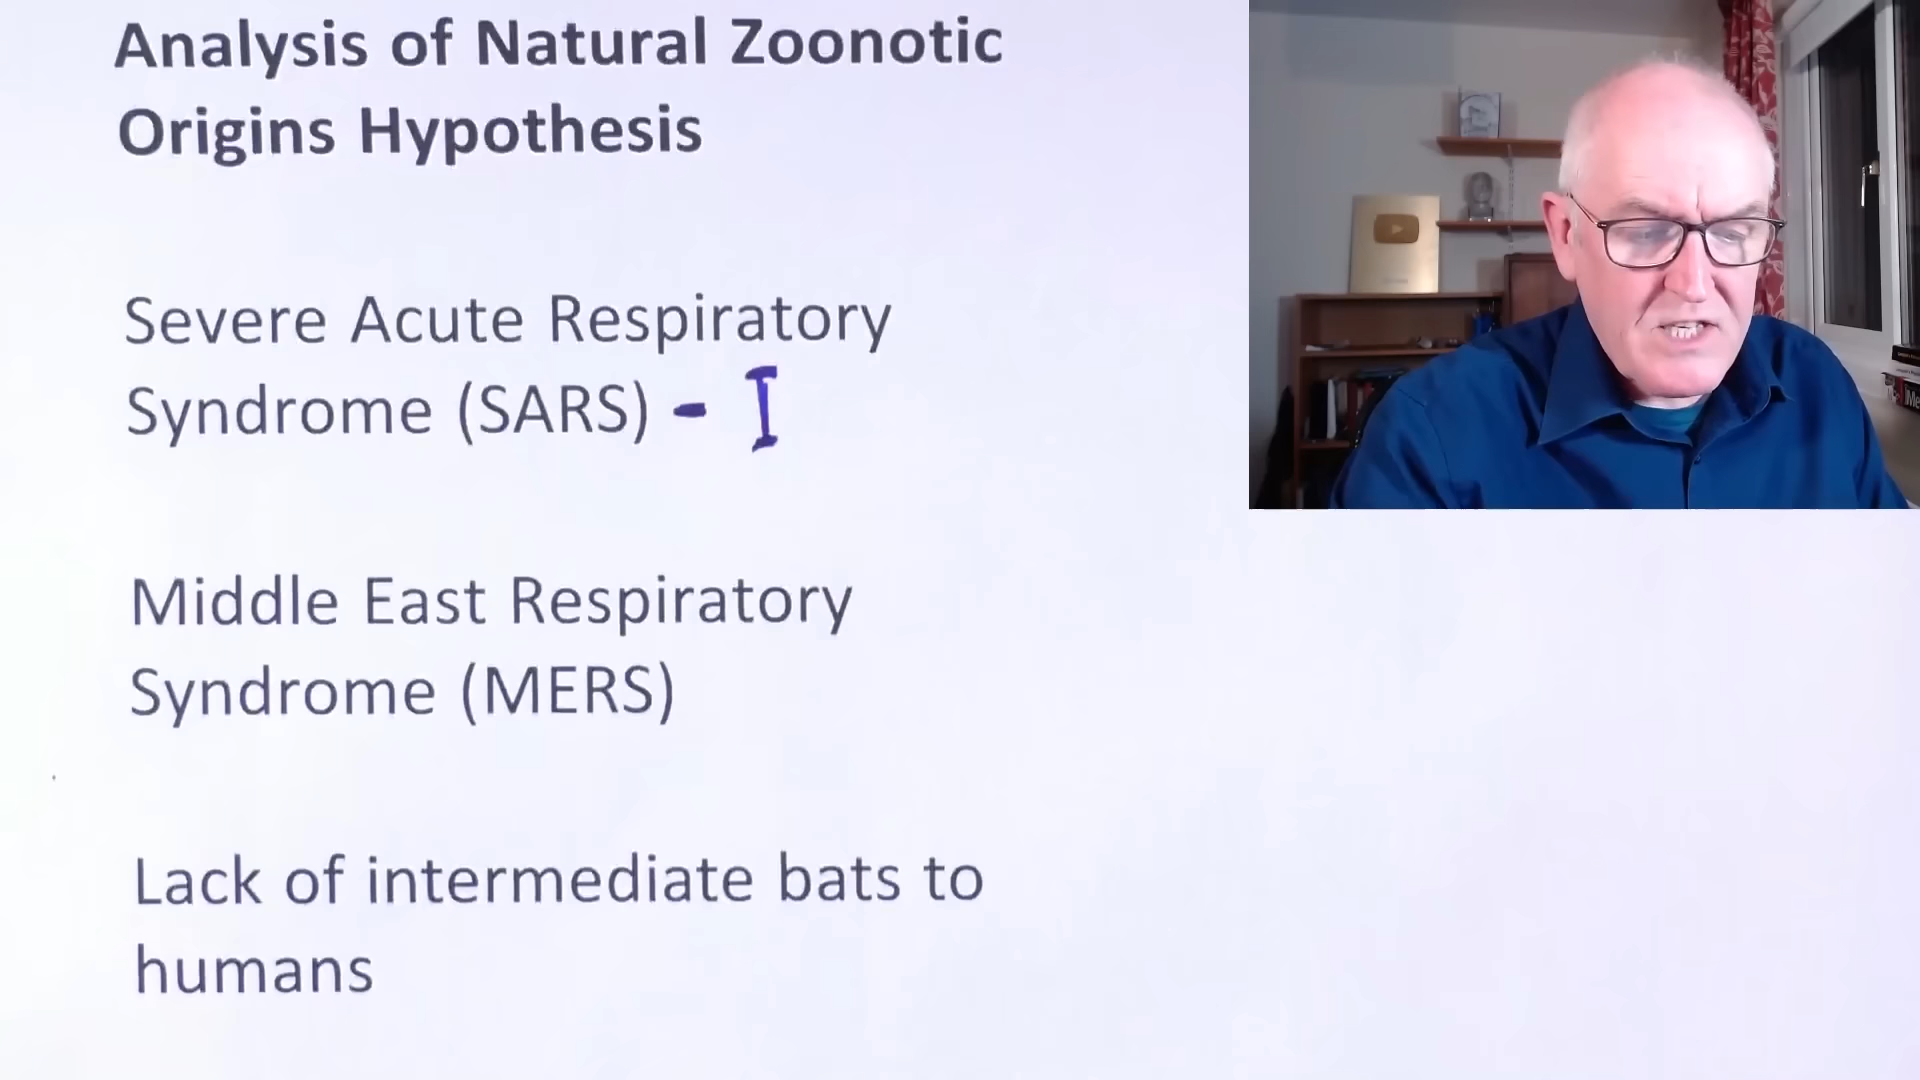 Analysis of Natural Zoonotic
Origins Hypothesis
Severe Acute Respiratory
Syndrome (SARS) - I
Middle East Respiratory
Syndrome (MERS)
Lack of intermediate bats to
humans